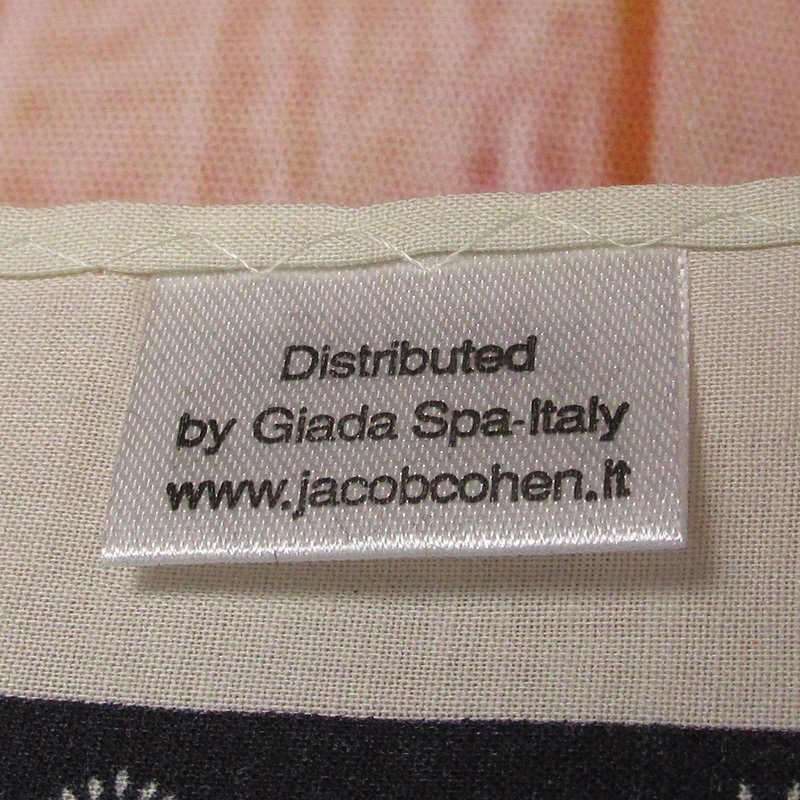 Distributed
by Giada Spa-Italy
www.jacobcohen.it